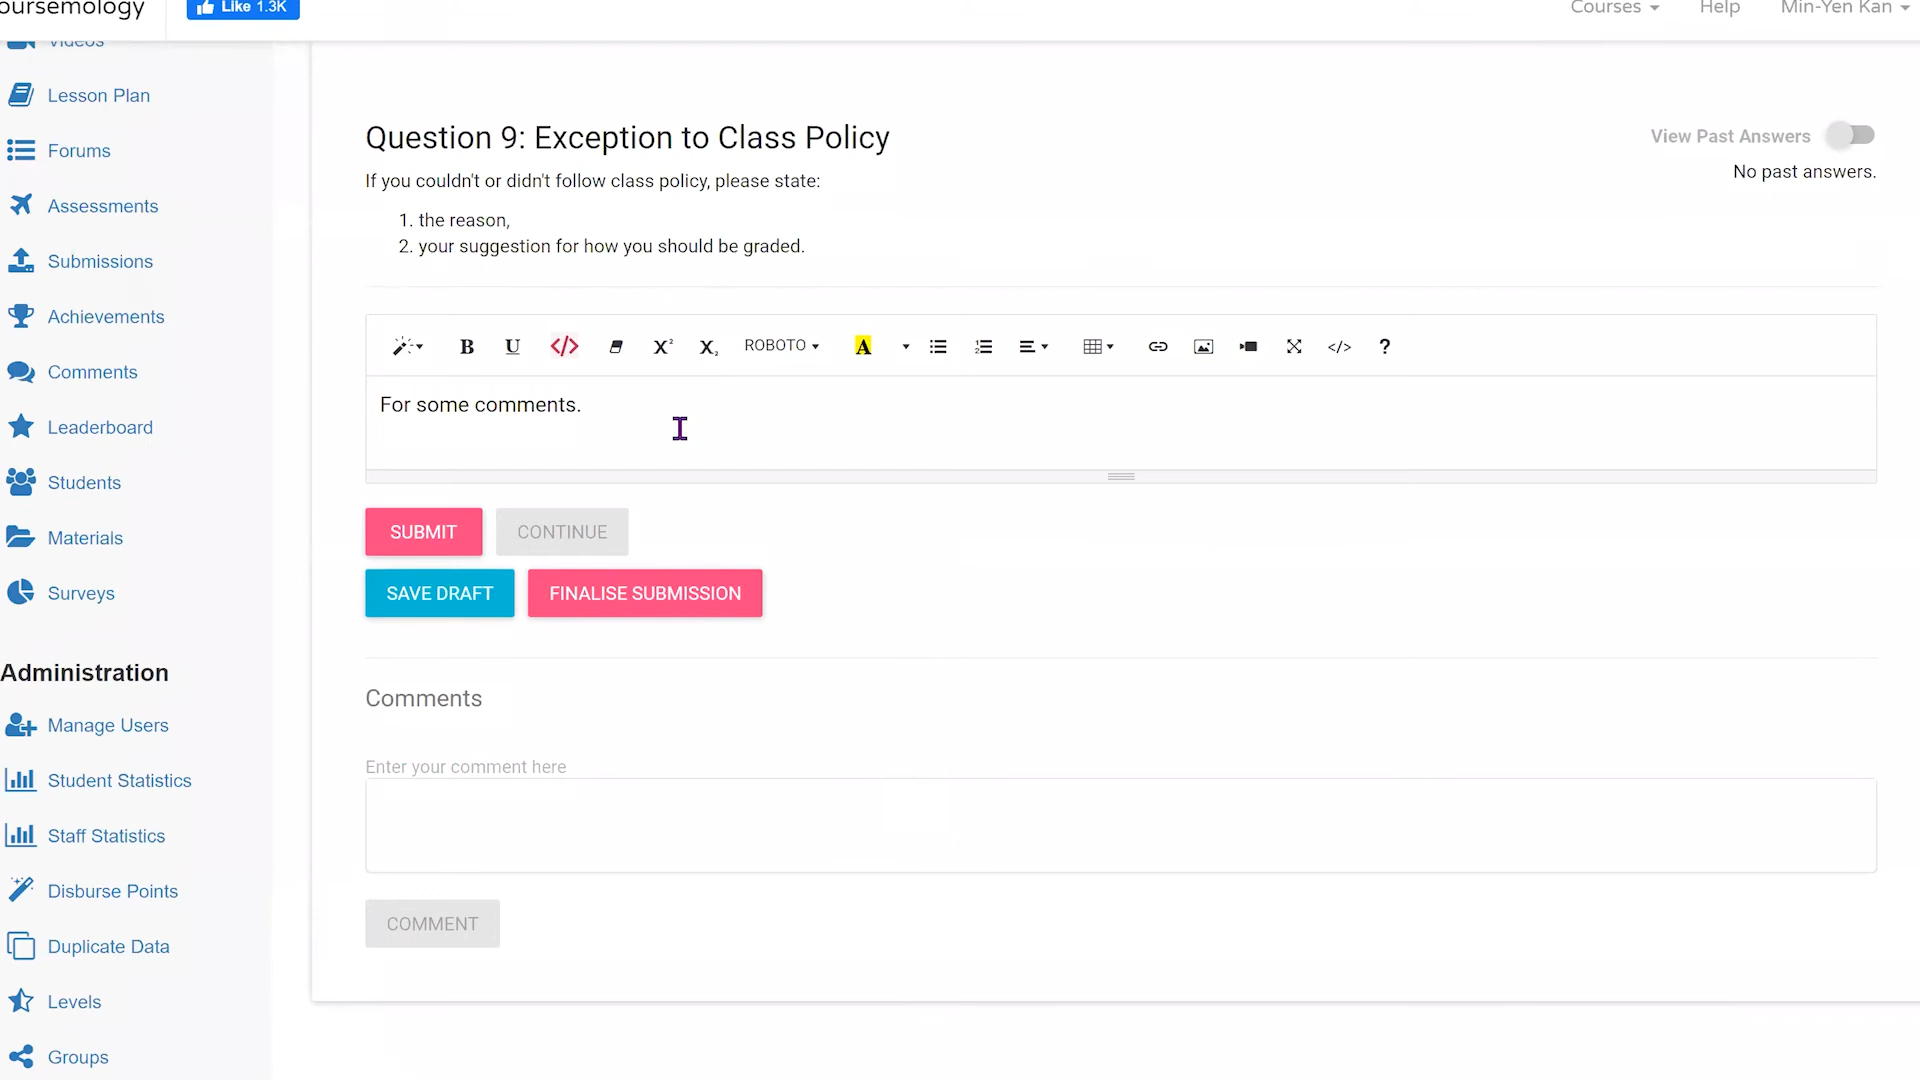 oursemology
Like 1.3K
Courses
Help
Min-Yen Kan
Videos
Lesson Plan
Forums
Assessments
Submissions
Achievements
Comments
Leaderboard
Students
Materials
Surveys
Administration
Manage Users
Student Statistics
Staff Statistics
Disburse Points
Duplicate Data
Levels
Groups
Question 9: Exception to Class Policy
View Past Answers
No past answers.
If you couldn't or didn't follow class policy, please state:
1. the reason,
2. your suggestion for how you should be graded.
B U </> X² X₂ ROBOTO A </> ?
For some comments.
SUBMIT CONTINUE
SAVE DRAFT FINALISE SUBMISSION
Comments
Enter your comment here
COMMENT